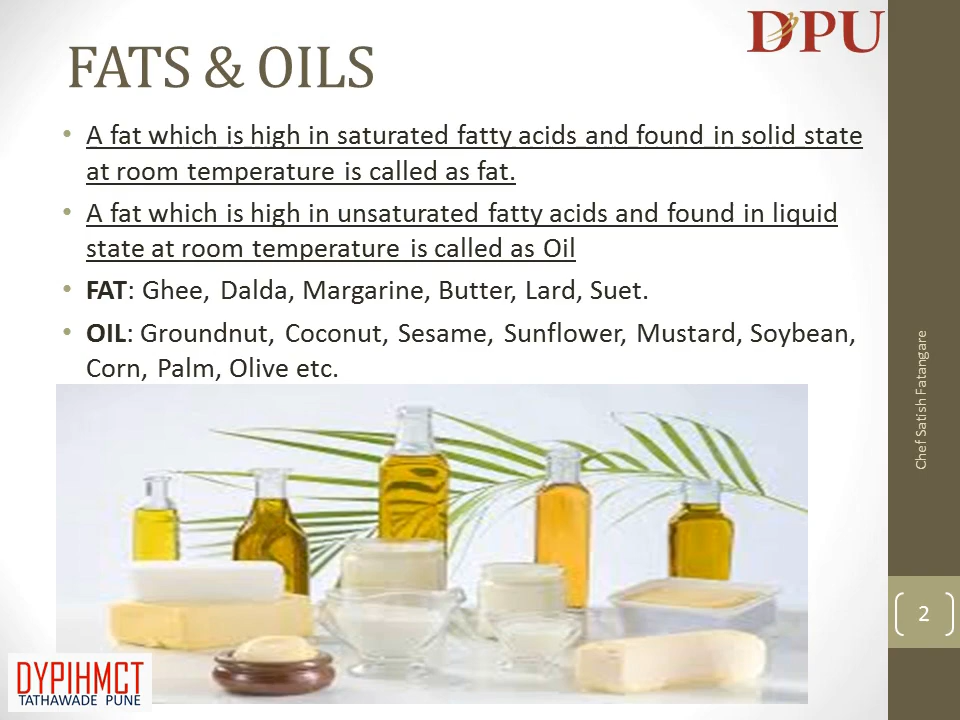 DPU
FATS & OILS
• A fat which is high in saturated fatty acids and found in solid state
at room temperature is called as fat.
• A fat which is high in unsaturated fatty acids and found in liquid
state at room temperature is called as Oil
• FAT: Ghee, Dalda, Margarine, Butter, Lard, Suet.
• OIL: Groundnut, Coconut, Sesame, Sunflower, Mustard, Soybean,
Corn, Palm, Olive etc.
Chef Satish Fatangare
2
DYPIHMCT
TATHAWADE PUNE